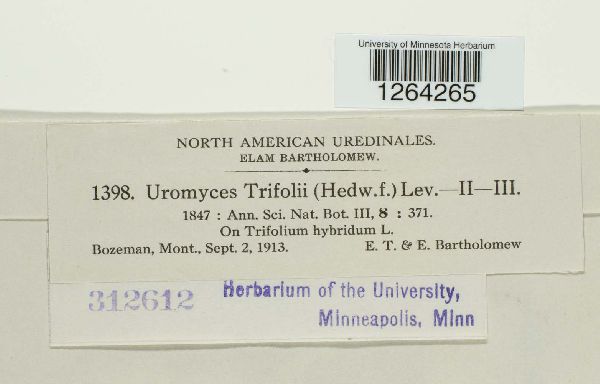 University of Minnesota Herbarium
1264265
NORTH AMERICAN UREDINALES.
ELAM BARTHOLOMEW.
1398. Uromyces Trifolii (Hedw.f.) Lev.—II—III.
1847 : Ann. Sci. Nat. Bot. III, 8 : 371.
On Trifolium hybridum L.
Bozeman, Mont., Sept. 2, 1913. E. T. & E. Bartholomew
312612 Herbarium of the University,
Minneapolis, Minn